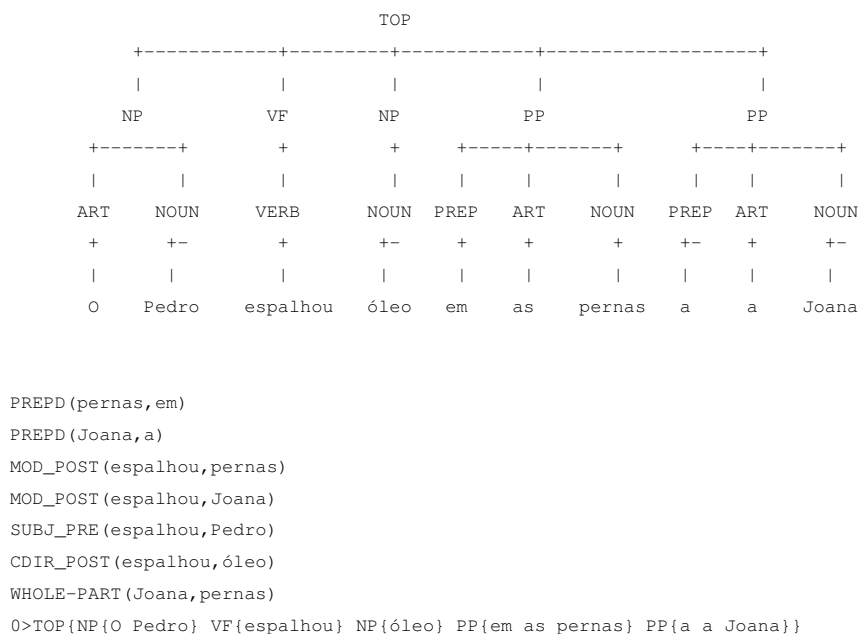 TOP
+------------+---------+------------+-------------------+
| | | | |
NP VF NP PP PP
+-------+ + + +-----+-------+ +----+-------+
| | | | | | | | | |
ART NOUN VERB NOUN PREP ART NOUN PREP ART NOUN
+ +- + +- + + + +- + +-
| | | | | | | | | |
O Pedro espalhou óleo em as pernas a a Joana
PREPD(pernas,em)
PREPD(Joana,a)
MOD_POST(espalhou,pernas)
MOD_POST(espalhou,Joana)
SUBJ_PRE(espalhou,Pedro)
CDIR_POST(espalhou,óleo)
WHOLE-PART(Joana,pernas)
0>TOP{NP{O Pedro} VF{espalhou} NP{óleo} PP{em as pernas} PP{a a Joana}}